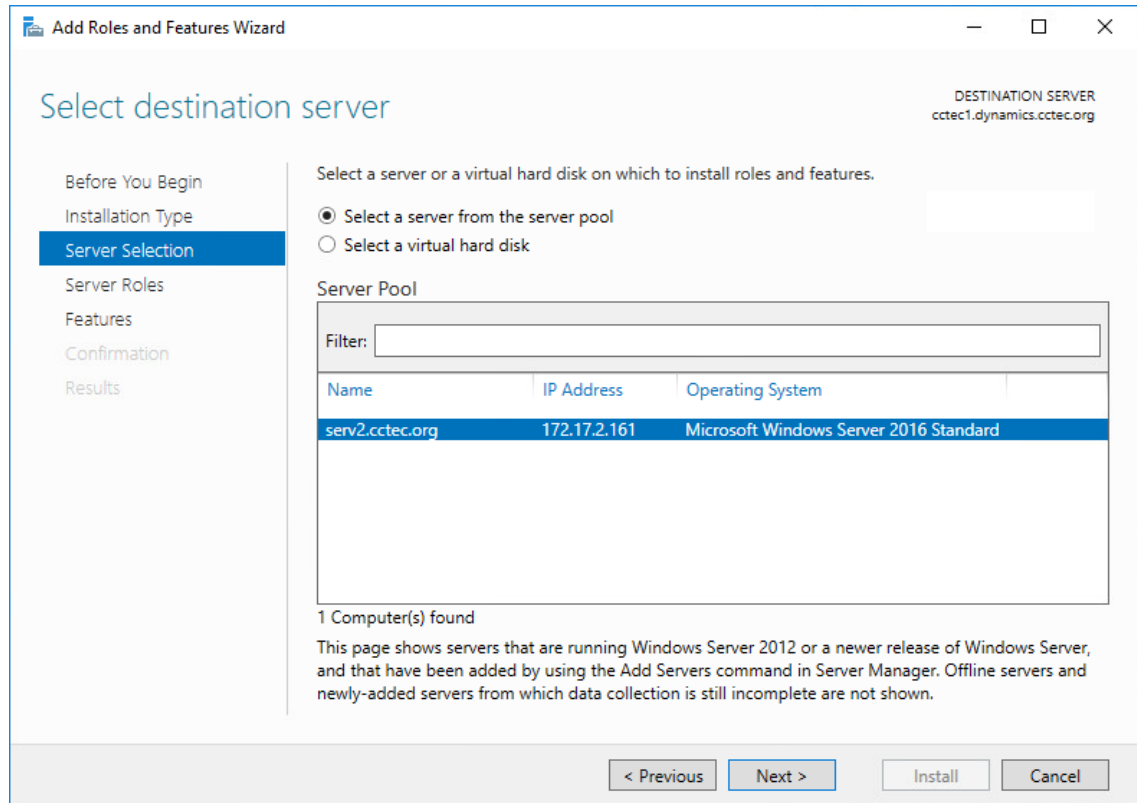 Add Roles and Features Wizard
Select destination server
DESTINATION SERVER
cctec1.dynamics.cctec.org
Before You Begin
Installation Type
Server Selection
Server Roles
Features
Confirmation
Results
Select a server or a virtual hard disk on which to install roles and features.
Select a server from the server pool
Select a virtual hard disk
Server Pool
Filter:
Name IP Address Operating System
serv2.cctec.org 172.17.2.161 Microsoft Windows Server 2016 Standard
1 Computer(s) found
This page shows servers that are running Windows Server 2012 or a newer release of Windows Server,
and that have been added by using the Add Servers command in Server Manager. Offline servers and
newly-added servers from which data collection is still incomplete are not shown.
< Previous Next > Install Cancel